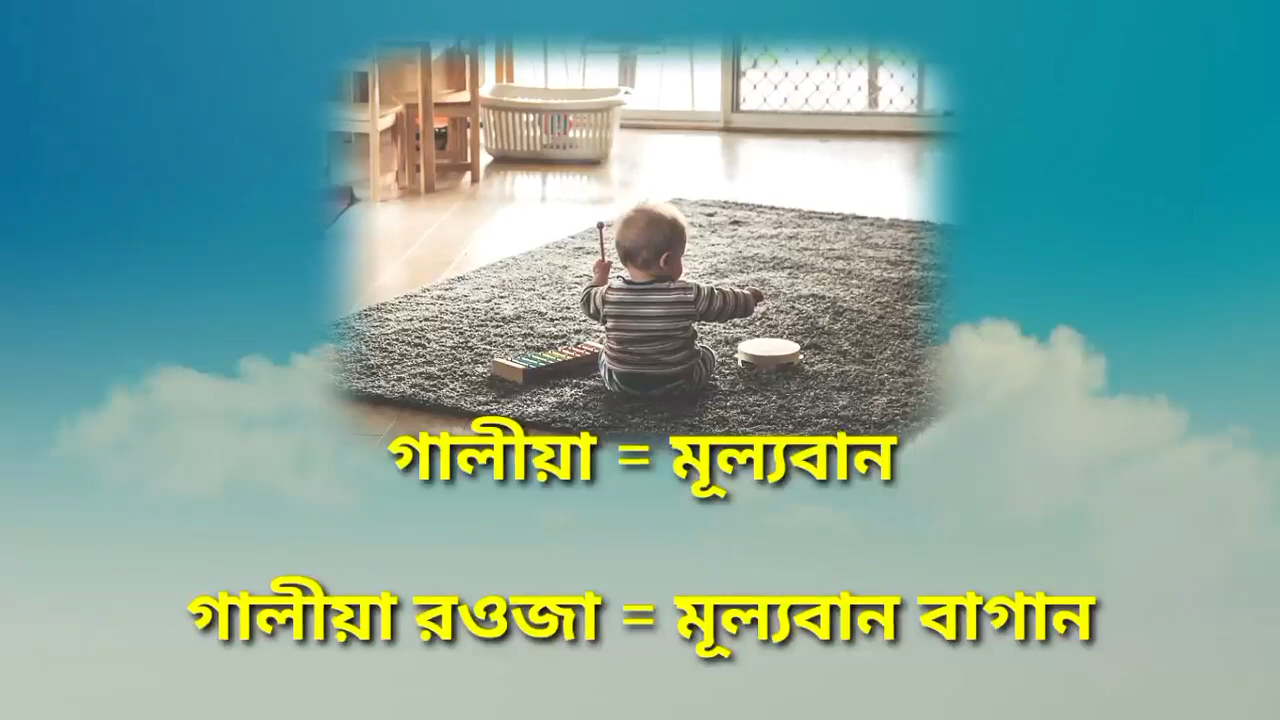 গালীয়া = মূল্যবান
গালীয়া রওজা = মূল্যবান বাগান